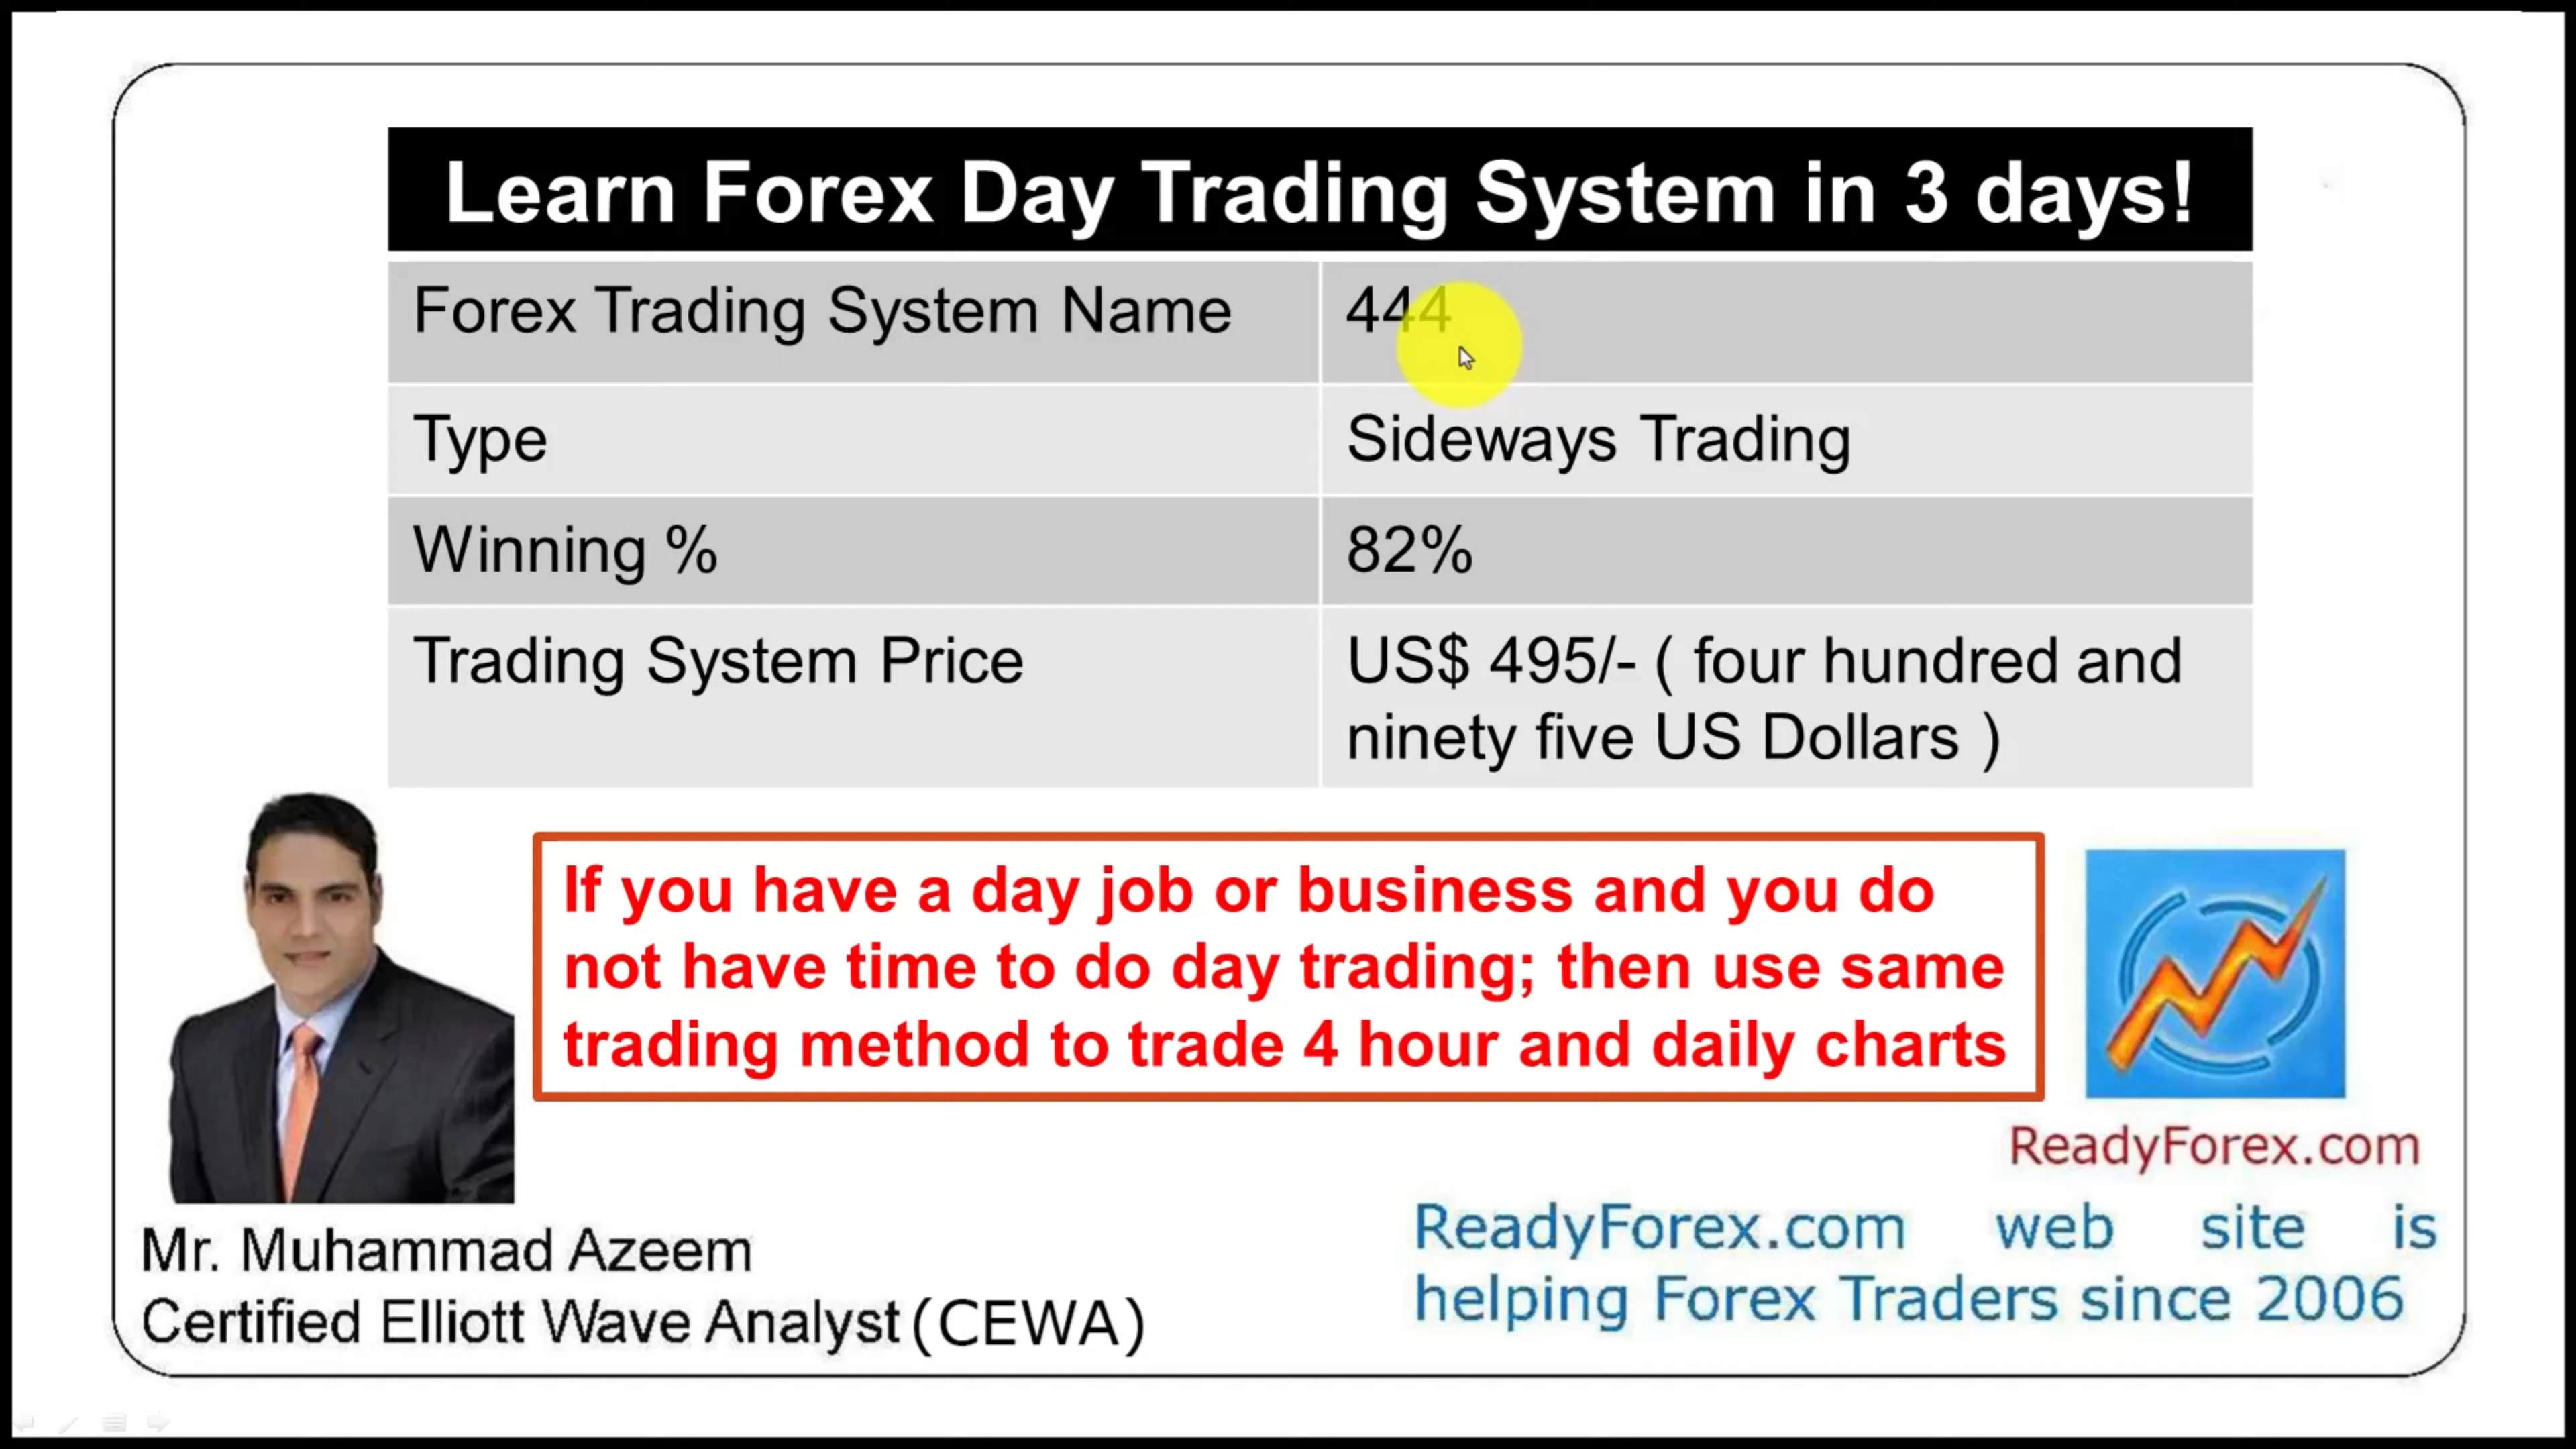 Learn Forex Day Trading System in 3 days!
Forex Trading System Name 444
Type Sideways Trading
Winning % 82%
Trading System Price US$ 495/- ( four hundred and
ninety five US Dollars )
If you have a day job or business and you do
not have time to do day trading; then use same
trading method to trade 4 hour and daily charts
ReadyForex.com
Mr. Muhammad Azeem
Certified Elliott Wave Analyst (CEWA)
ReadyForex.com web site is
helping Forex Traders since 2006